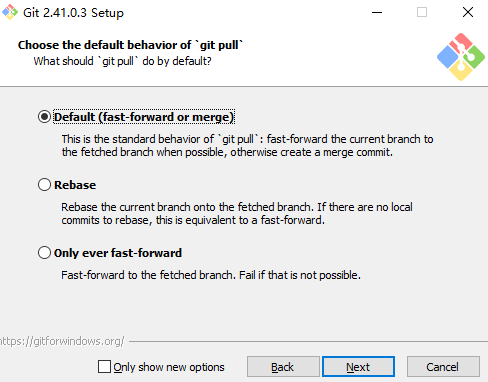 Git 2.41.0.3 Setup
Choose the default behavior of `git pull`
What should `git pull` do by default?
Default (fast-forward or merge)
This is the standard behavior of `git pull`: fast-forward the current branch to
the fetched branch when possible, otherwise create a merge commit.
Rebase
Rebase the current branch onto the fetched branch. If there are no local
commits to rebase, this is equivalent to a fast-forward.
Only ever fast-forward
Fast-forward to the fetched branch. Fail if that is not possible.
https://gitforwindows.org/
Only show new options
Back
Next
Cancel